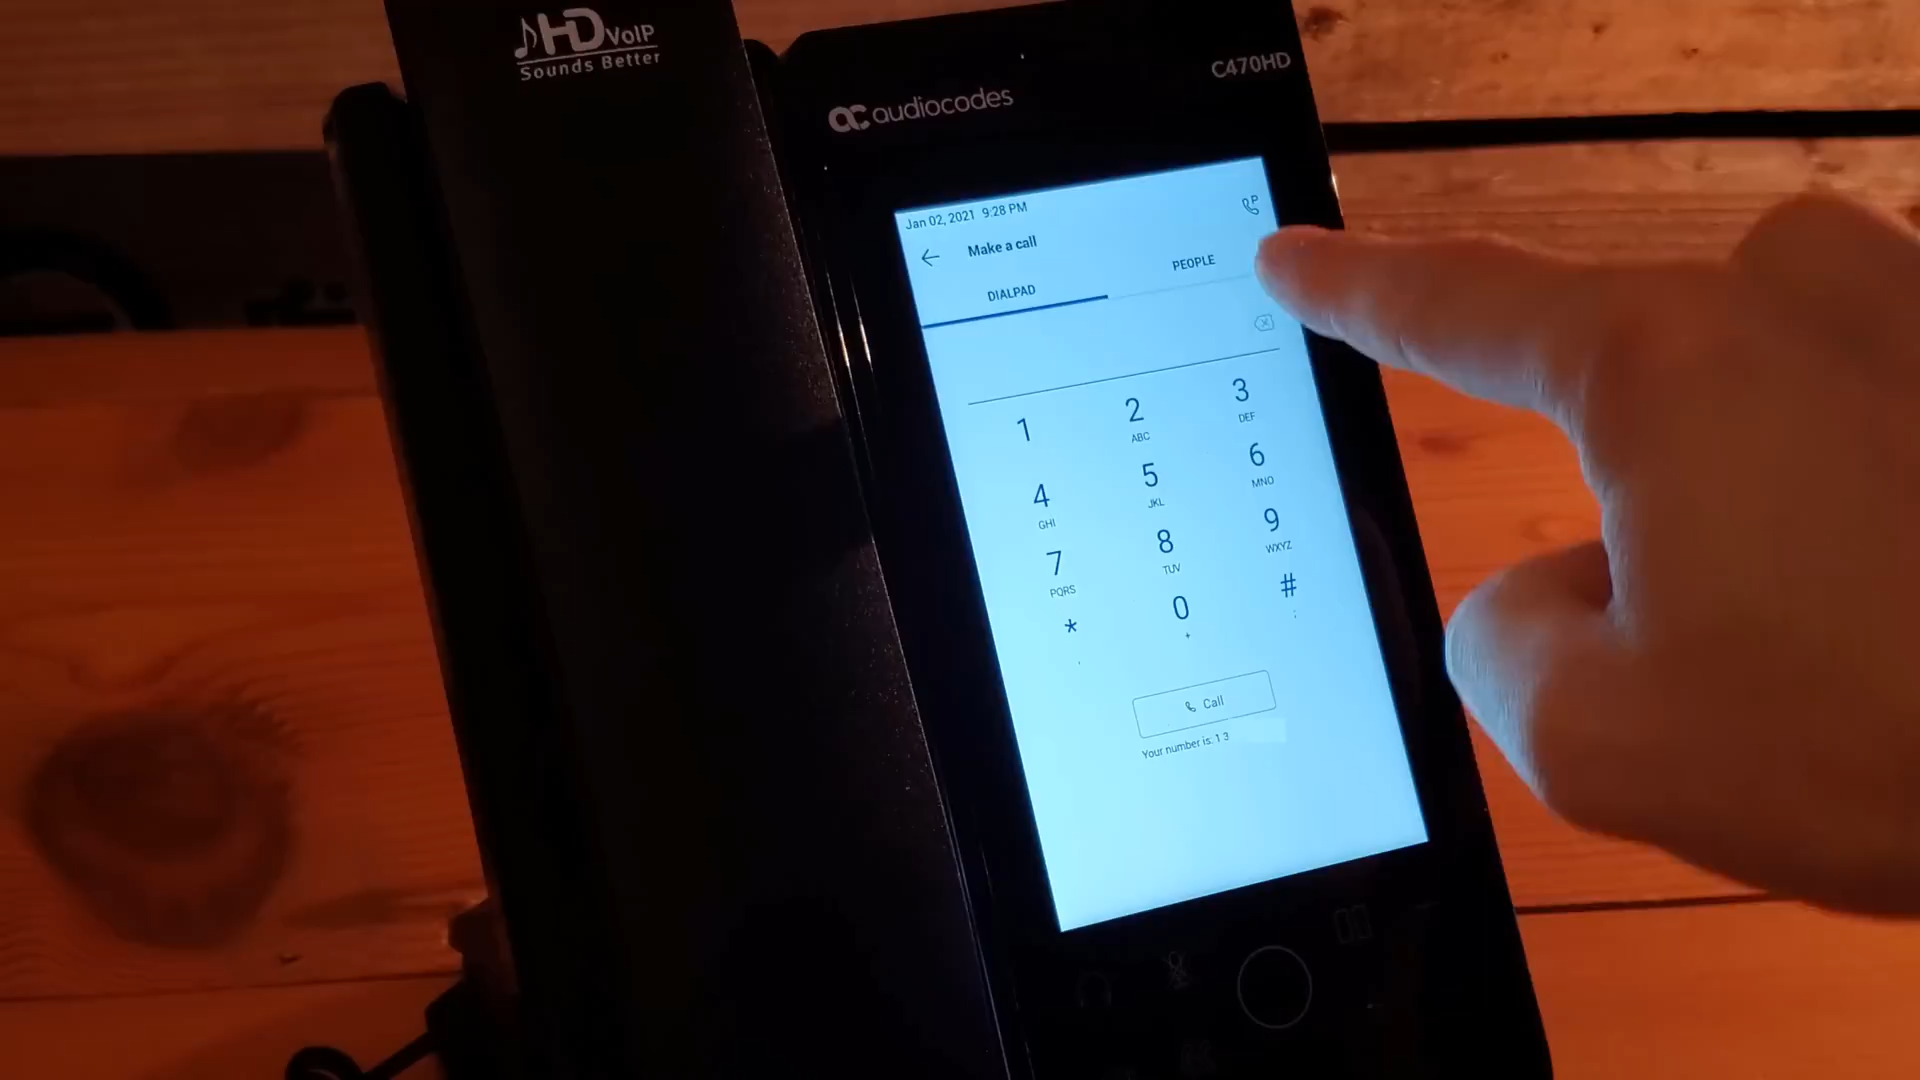 HD VoIP
Sounds Better
audiocodes
C470HD
Jan 02, 2021 9:28 PM
Make a call
DIALPAD
PEOPLE
1
2
ABC
3
DEF
4
GHI
5
JKL
6
MNO
7
PQRS
8
TUV
9
WXYZ
*
,
0
+
#
;
Call
Your number is: 1 3